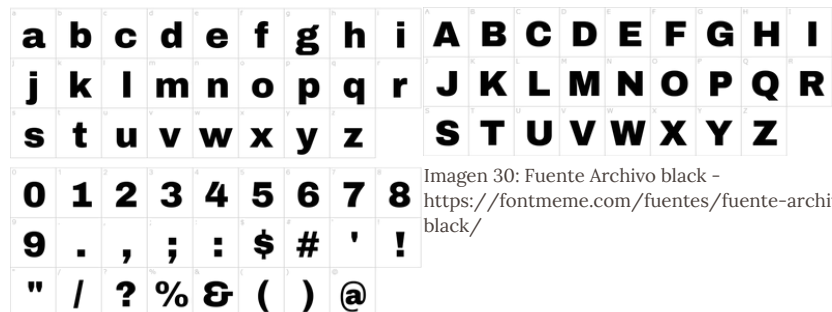 a b c d e f g h i
j k l m n o p q r
s t u v w x y z
A B C D E F G H I
J K L M N O P Q R
S T U V W X Y Z
0 1 2 3 4 5 6 7 8
9 . , ; : $ # ' !
" / ? % & ( ) @
Imagen 30: Fuente Archivo black -
https://fontmeme.com/fuentes/fuente-archi
black/